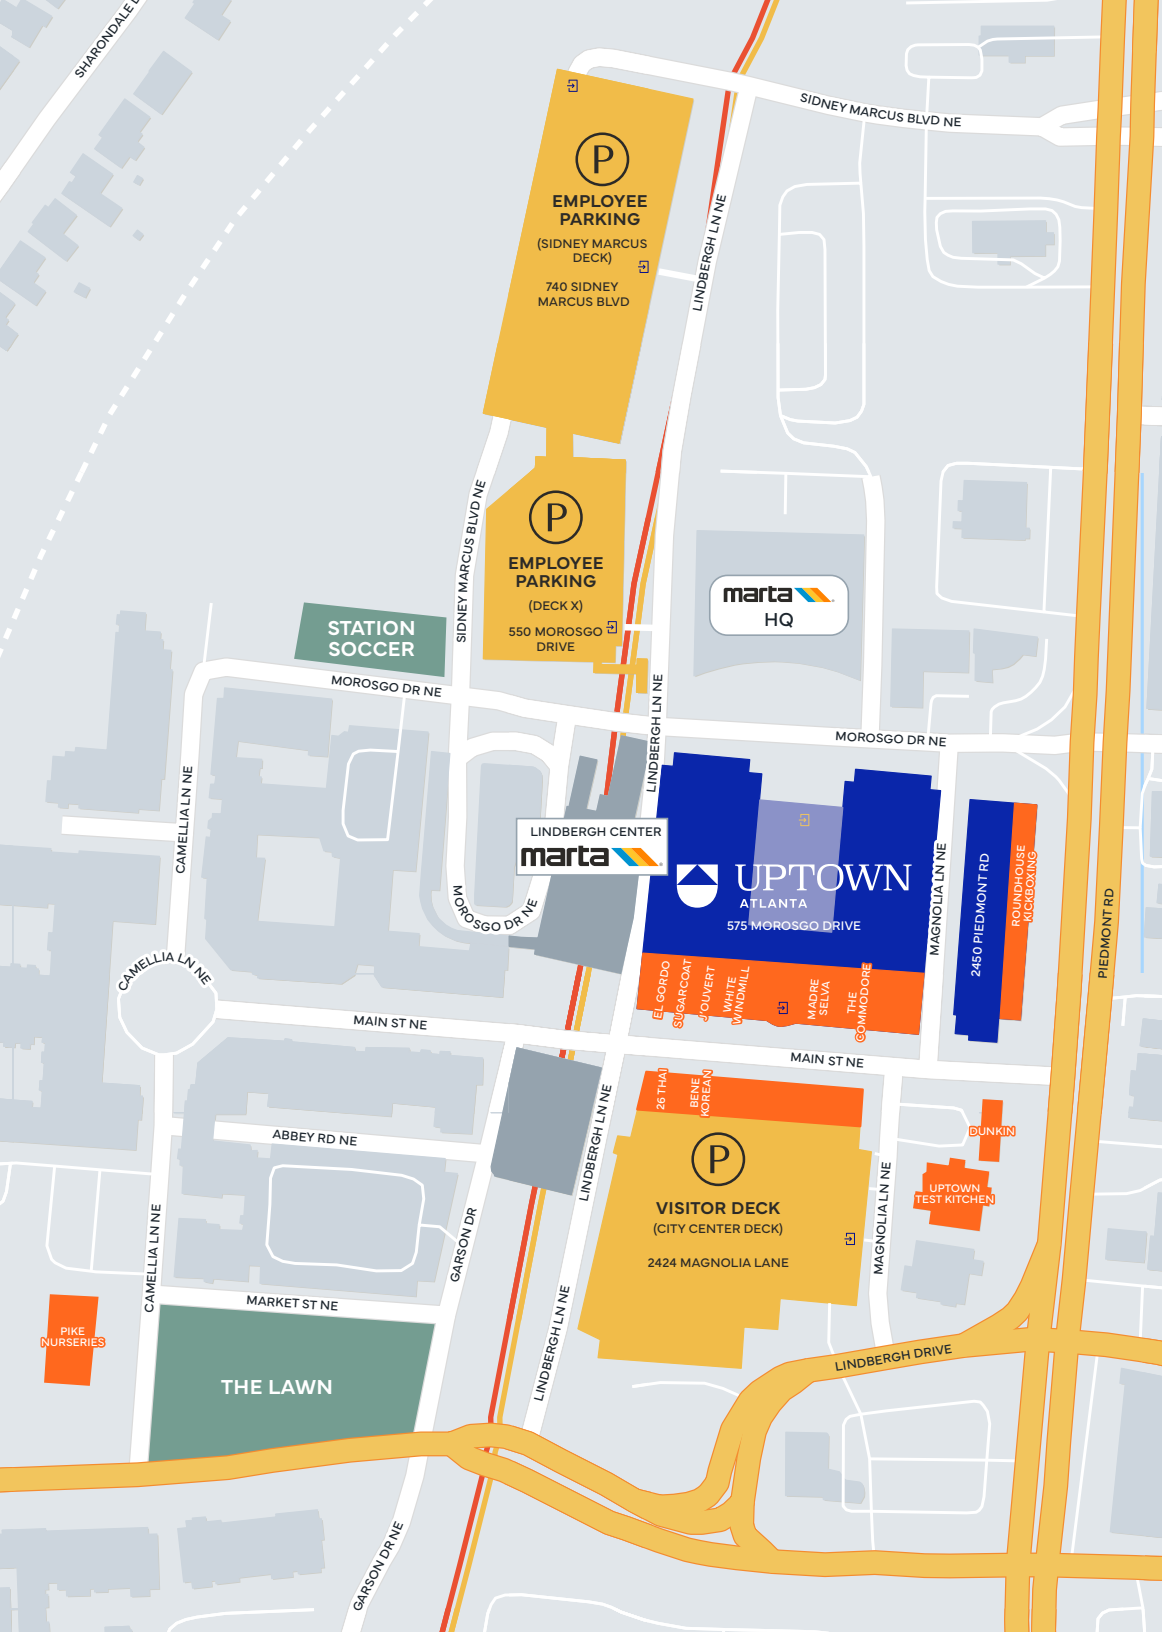 SHARONDALE
SIDNEY MARCUS BLVD NE
P
EMPLOYEE
PARKING
(SIDNEY MARCUS
DECK)
740 SIDNEY
MARCUS BLVD
LINDBERGH LN NE
SIDNEY MARCUS BLVD NE
P
EMPLOYEE
PARKING
(DECK X)
550 MOROSGO
DRIVE
marta
HQ
STATION
SOCCER
MOROSGO DR NE
LINDBERGH LN NE
MOROSGO DR NE
CAMELLIA LN NE
LINDBERGH CENTER
marta
UPTOWN
ATLANTA
575 MOROSGO DRIVE
MAGNOLIA LN NE
2450 PIEDMONT RD
ROUNDHOUSE
KICKBOXING
PIEDMONT RD
MOROSGO DR NE
CAMELLIA LN NE
EL GORDO
SUGARCOAT
J'OUVERT
WHITE
WINDMILL
MADRE
SELVA
THE
COMMODORE
MAIN ST NE
MAIN ST NE
26 THAI
BENE
KOREAN
LINDBERGH LN NE
ABBEY RD NE
DUNKIN
P
VISITOR DECK
(CITY CENTER DECK)
2424 MAGNOLIA LANE
MAGNOLIA LN NE
UPTOWN
TEST KITCHEN
CAMELLIA LN NE
GARSON DR
MARKET ST NE
LINDBERGH LN NE
PIKE
NURSERIES
THE LAWN
LINDBERGH DRIVE
GARSON DR NE